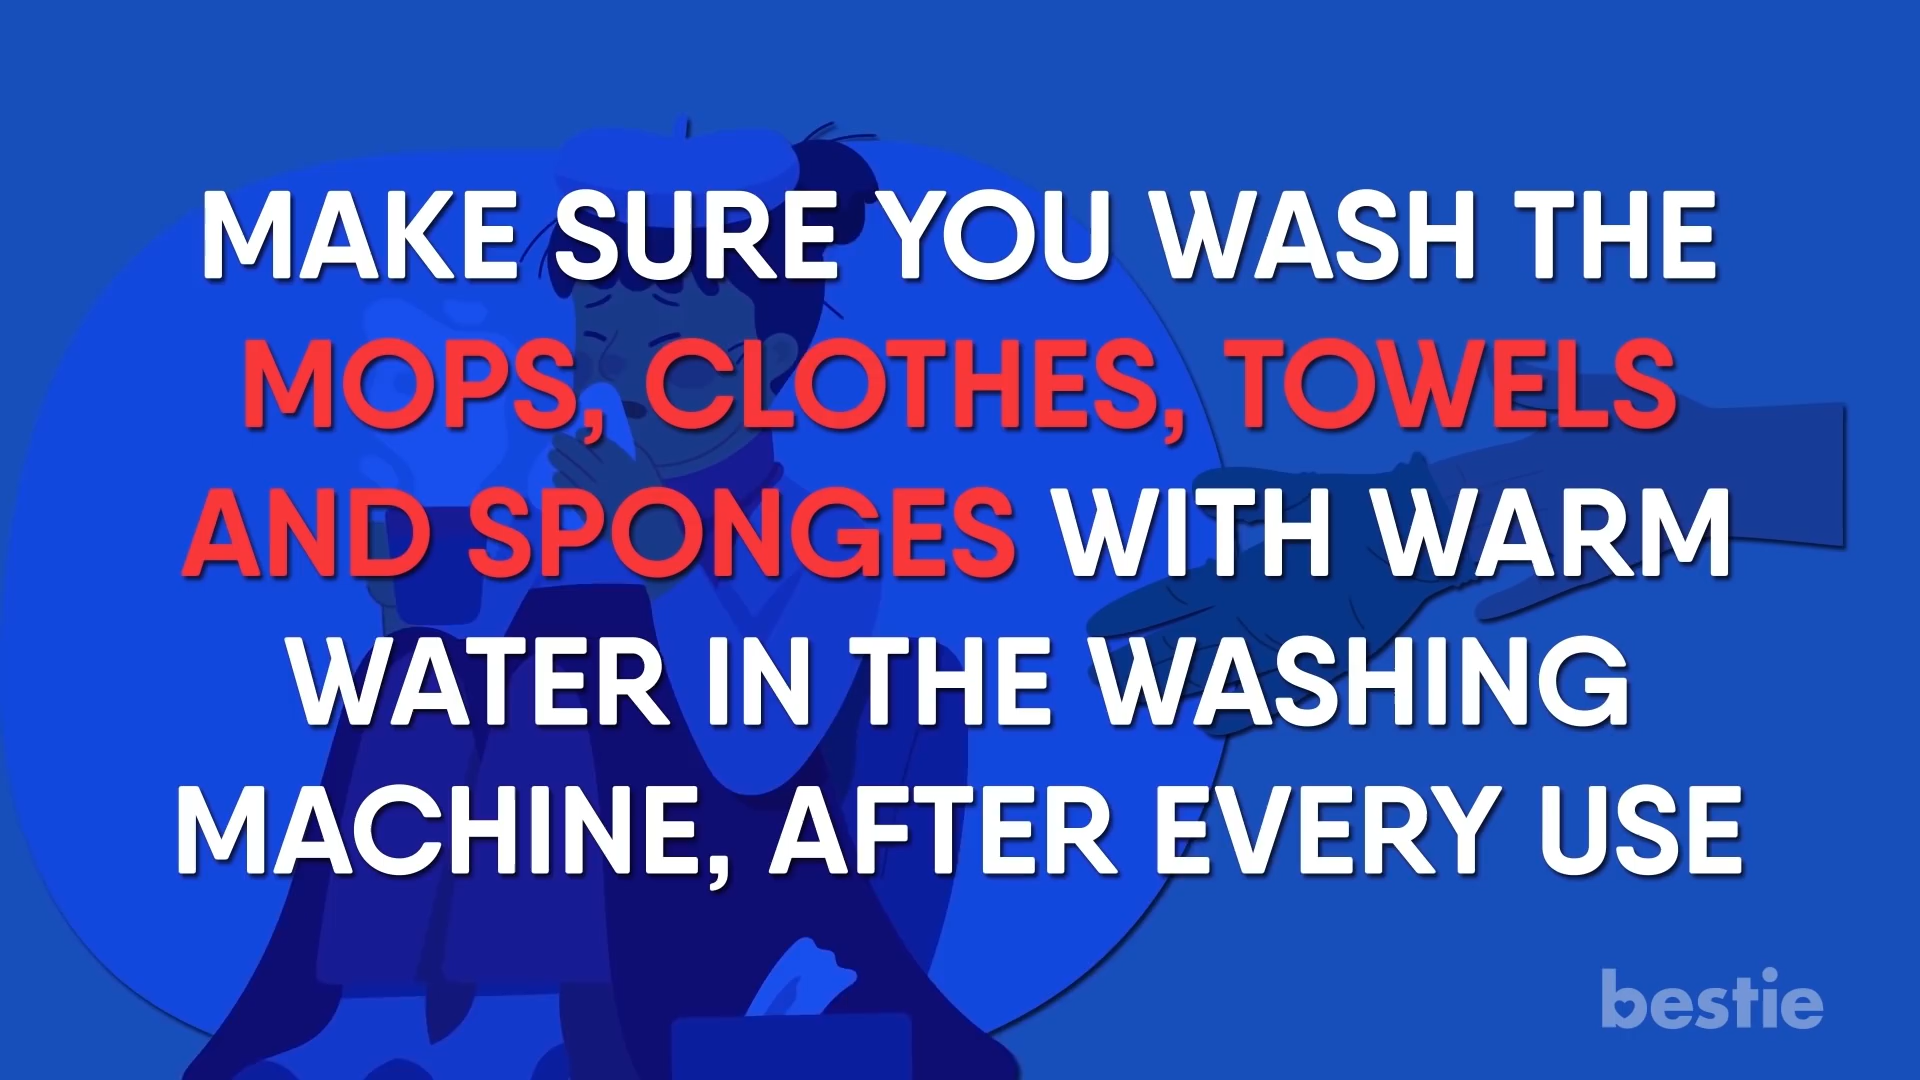 MAKE SURE YOU WASH THE
MOPS, CLOTHES, TOWELS
AND SPONGES WITH WARM
WATER IN THE WASHING
MACHINE, AFTER EVERY USE
bestie